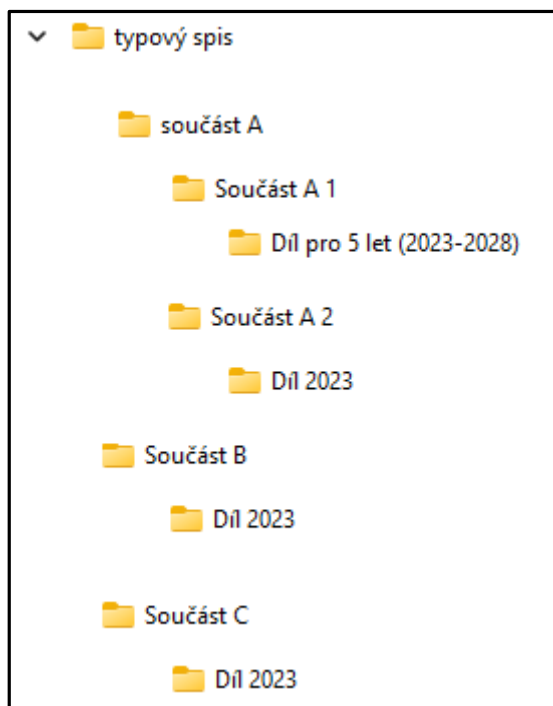 typový spis
součást A
Součást A 1
Díl pro 5 let (2023-2028)
Součást A 2
Díl 2023
Součást B
Díl 2023
Součást C
Díl 2023